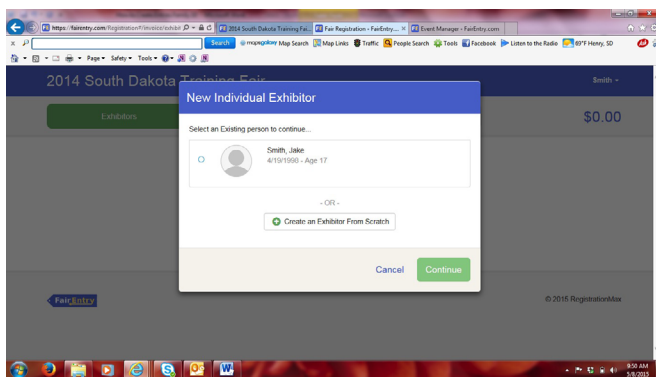 https://fairentry.com/Registration#/invoice/exhibi
2014 South Dakota Training Fai...
Fair Registration - FairEntry....
Event Manager - FairEntry.com
Search
mapsgalaxy Map Search
Map Links
Traffic
People Search
Tools
Facebook
Listen to the Radio
69°F Henry, SD
Page
Safety
Tools
2014 South Dakota Training Fair
Smith
Exhibitors
$0.00
New Individual Exhibitor
Select an Existing person to continue...
Smith, Jake
4/19/1998 - Age 17
- OR -
Create an Exhibitor From Scratch
Cancel
Continue
FairEntry
© 2015 RegistrationMax
9:50 AM
5/8/2015